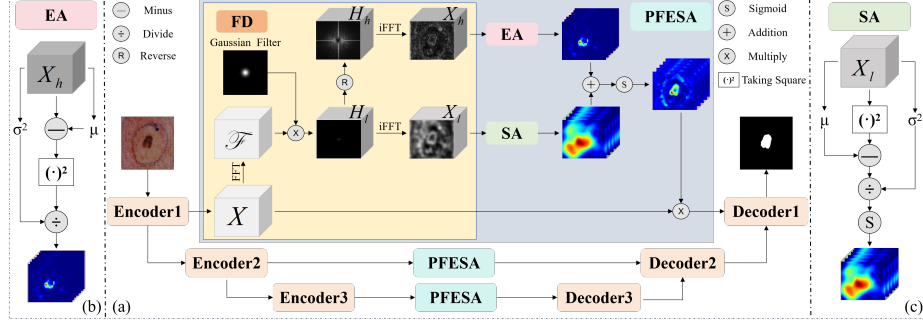 EA
X_h
σ²
μ
—
(·)²
÷
(b)
— Minus
÷ Divide
R Reverse
Encoder1
(a)
FD
Gaussian Filter
ℱ
FFT
X
X
H_h
R
H_l
iFFT
iFFT
X_h
X_l
EA
SA
PFESA
+
S
X
S Sigmoid
+ Addition
X Multiply
(·)² Taking Square
Decoder1
Encoder2
PFESA
Decoder2
Encoder3
PFESA
Decoder3
SA
X_l
μ
σ²
(·)²
—
÷
S
(c)